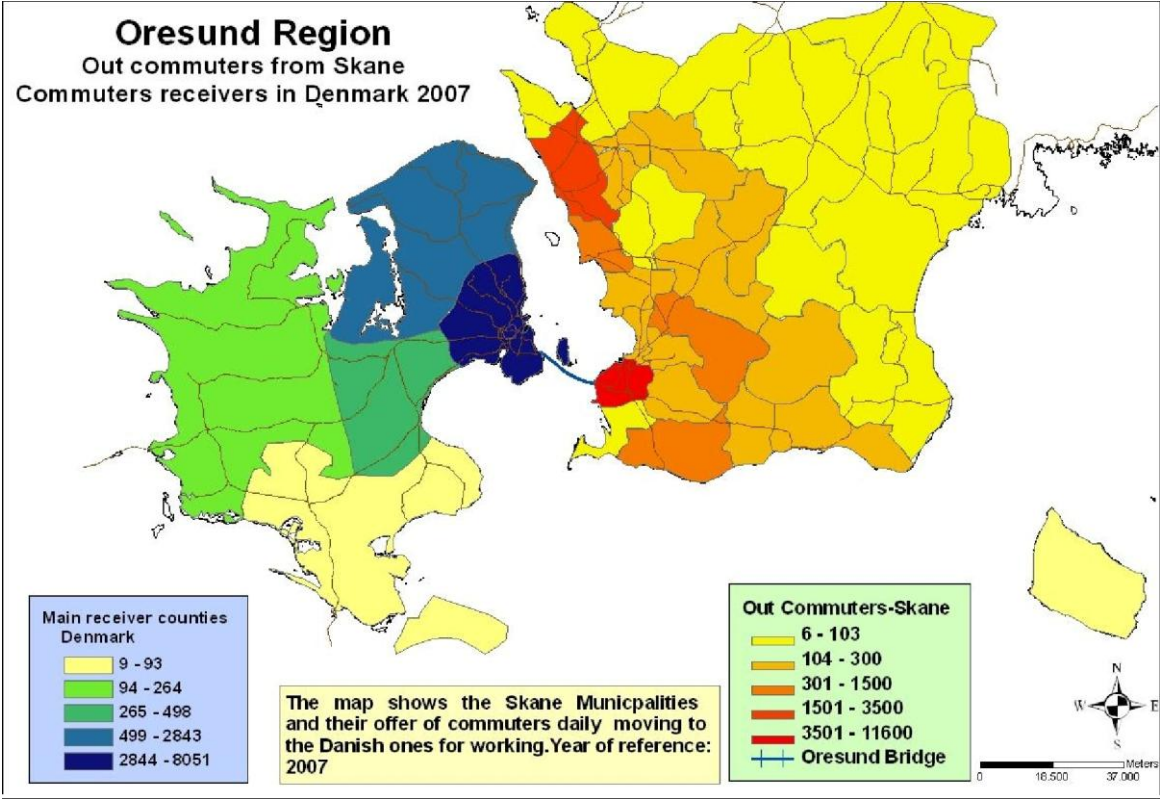 Oresund Region
Out commuters from Skane
Commuters receivers in Denmark 2007
Main receiver counties
Denmark
9 - 93
94 - 264
265 - 498
499 - 2843
2844 - 8051
The map shows the Skane Municpalities
and their offer of commuters daily moving to
the Danish ones for working.Year of reference:
2007
Out Commuters-Skane
6 - 103
104 - 300
301 - 1500
1501 - 3500
3501 - 11600
Oresund Bridge
N
W E
S
Meters
0 18.500 37.000